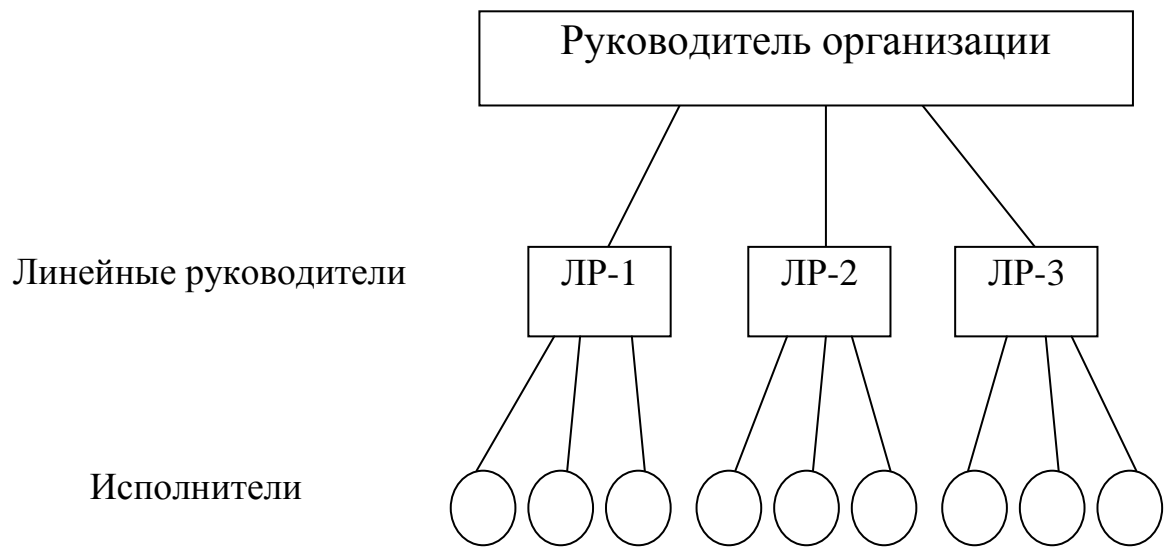 Руководитель организации
Линейные руководители
ЛР-1
ЛР-2
ЛР-3
Исполнители